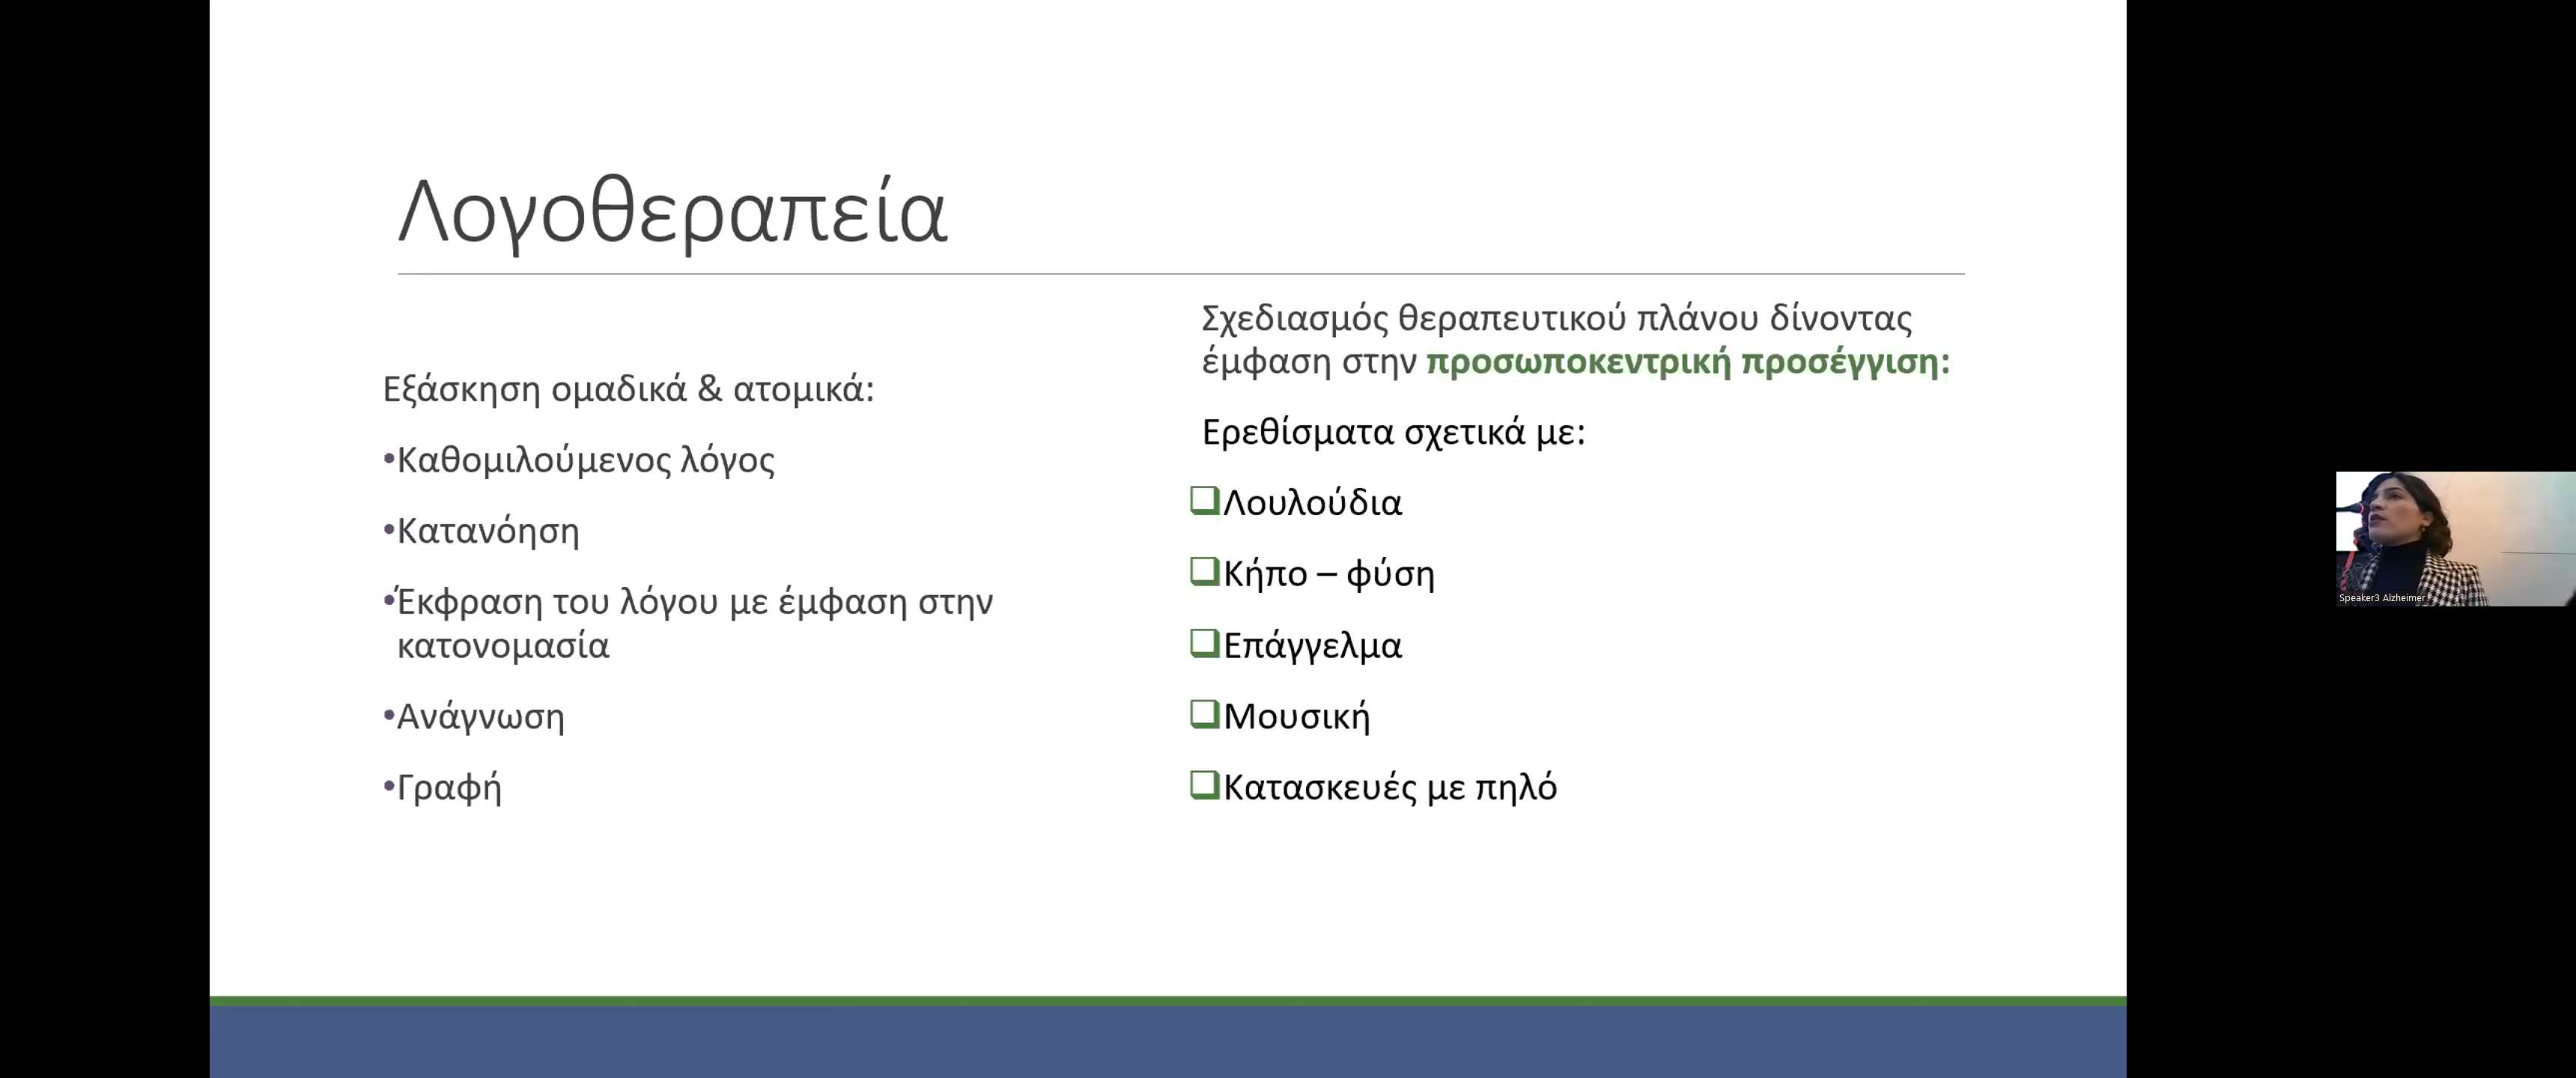 Λογοθεραπεία
Εξάσκηση ομαδικά & ατομικά:
•Καθομιλούμενος λόγος
•Κατανόηση
•Έκφραση του λόγου με έμφαση στην
κατονομασία
•Ανάγνωση
•Γραφή
Σχεδιασμός θεραπευτικού πλάνου δίνοντας
έμφαση στην προσωποκεντρική προσέγγιση:
Ερεθίσματα σχετικά με:
❑Λουλούδια
❑Κήπο – φύση
❑Επάγγελμα
❑Μουσική
❑Κατασκευές με πηλό
Speaker3 Alzheimer